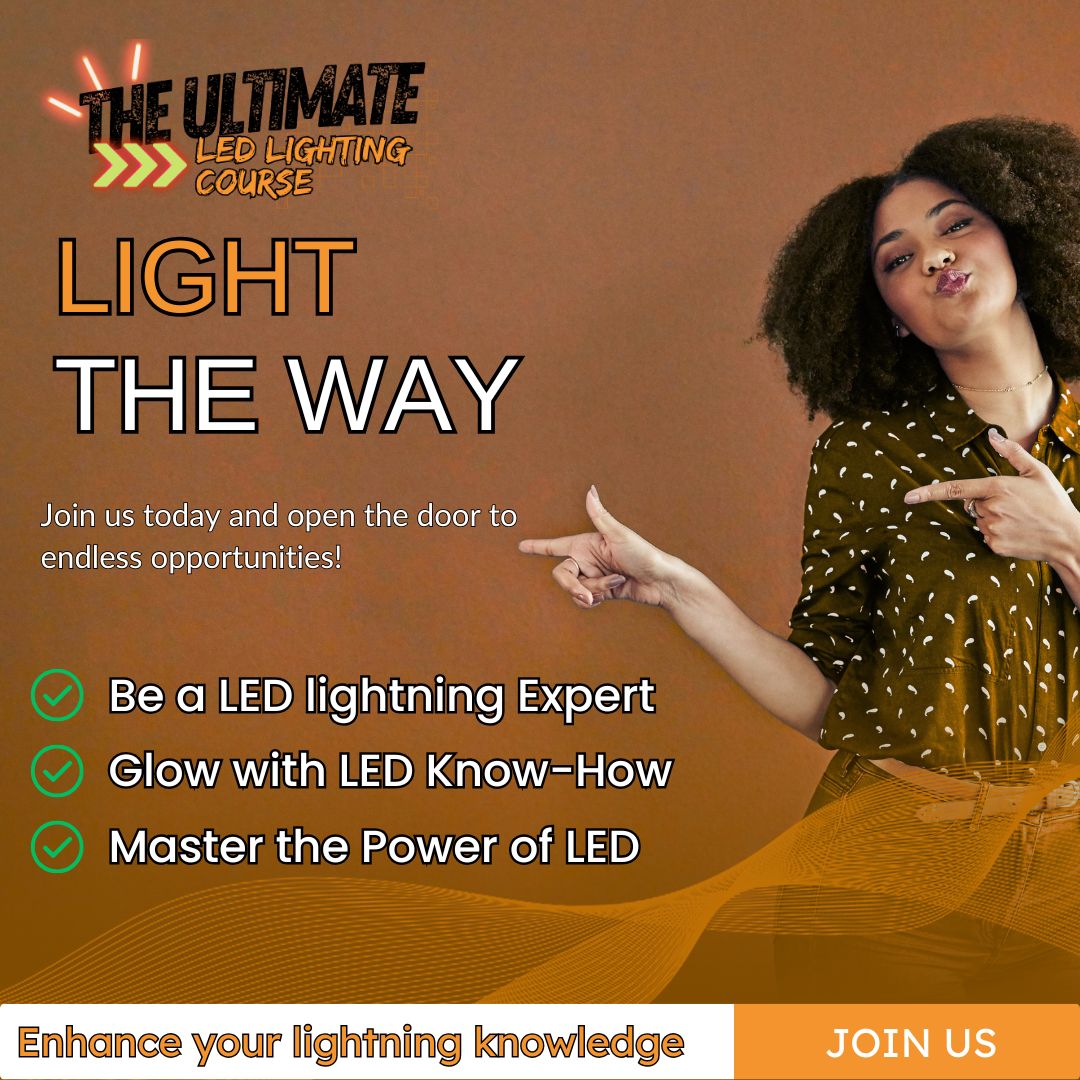 THE ULTIMATE
LED LIGHTING
COURSE
LIGHT
THE WAY
Join us today and open the door to
endless opportunities!
Be a LED lightning Expert
Glow with LED Know-How
Master the Power of LED
Enhance your lightning knowledge
JOIN US